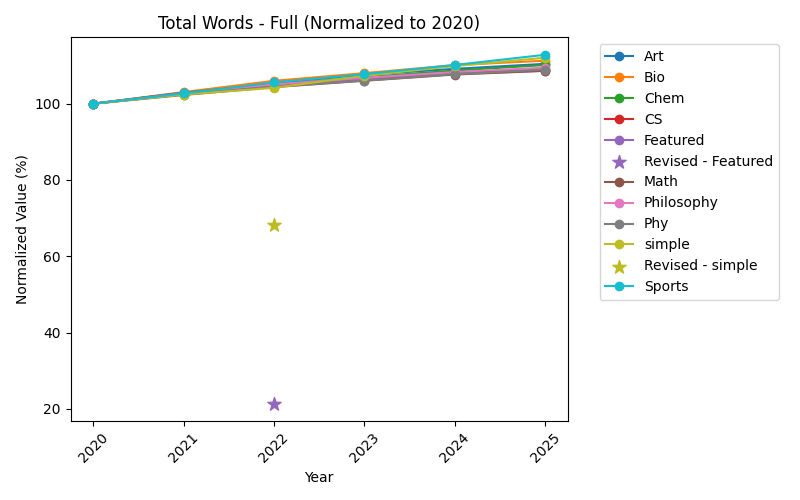 Total Words - Full (Normalized to 2020)
Normalized Value (%)
100
80
60
40
20
2020
2021
2022
2023
2024
2025
Year
Art
Bio
Chem
CS
Featured
Revised - Featured
Math
Philosophy
Phy
simple
Revised - simple
Sports